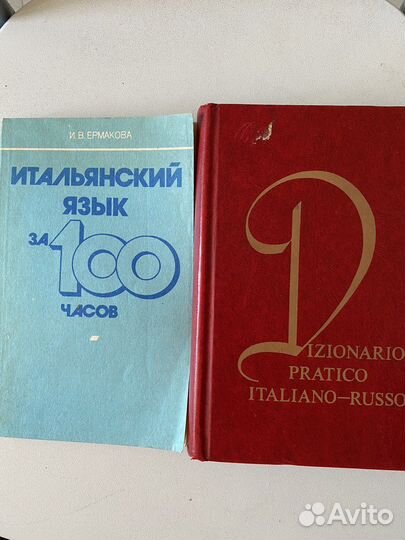 И. В. ЕРМАКОВА
ИТАЛЬЯНСКИЙ
ЯЗЫК
ЗА 100
ЧАСОВ
DIZIONARIO
PRATICO
ITALIANO—RUSSO
Avito